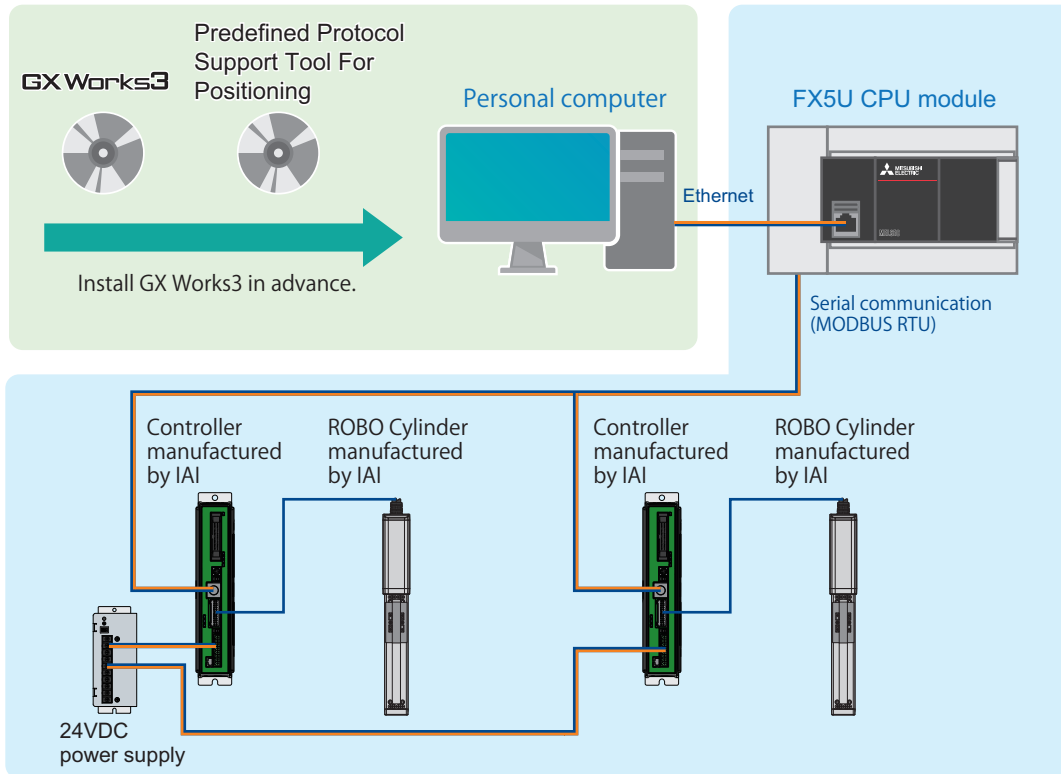 Predefined Protocol
Support Tool For
Positioning
GX Works3
Personal computer
FX5U CPU module
MITSUBISHI
ELECTRIC
Ethernet
Install GX Works3 in advance.
Serial communication
(MODBUS RTU)
Controller
manufactured
by IAI
ROBO Cylinder
manufactured
by IAI
Controller
manufactured
by IAI
ROBO Cylinder
manufactured
by IAI
24VDC
power supply